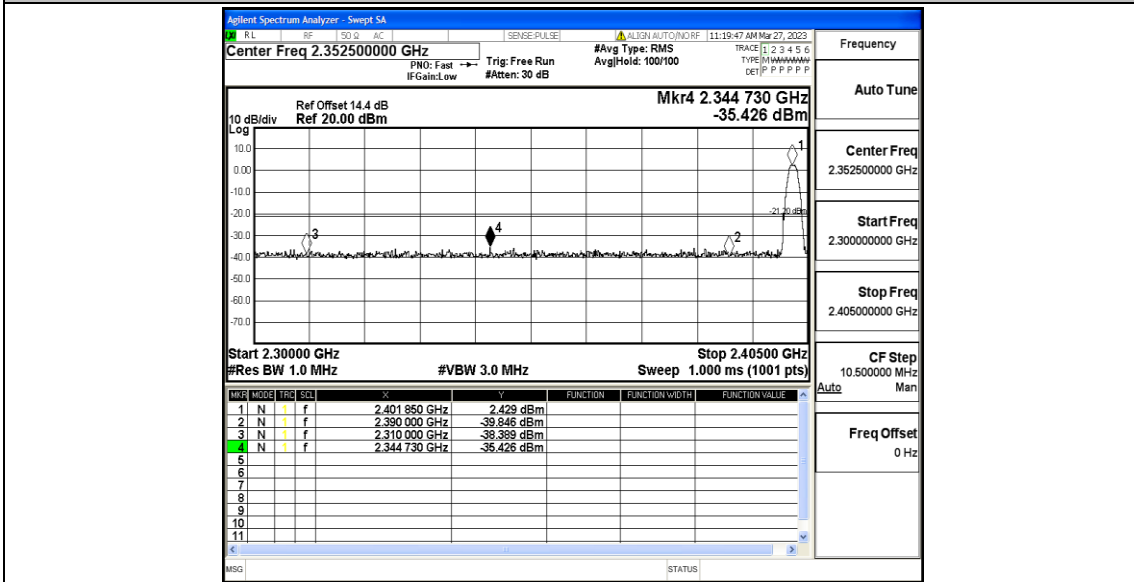 Agilent Spectrum Analyzer - Swept SA
RL RF 50 Ω AC SENSE:PULSE ALIGN AUTO/NO RF 11:19:47 AM Mar 27, 2023
Center Freq 2.352500000 GHz
PNO: Fast
IFGain:Low
Trig: Free Run
#Atten: 30 dB
#Avg Type: RMS
Avg|Hold: 100/100
TRACE 1 2 3 4 5 6
TYPE M
DET P P P P P P
Ref Offset 14.4 dB
Ref 20.00 dBm
10 dB/div
Log
Mkr4 2.344 730 GHz
-35.426 dBm
10.0
0.00
-10.0
-20.0
-30.0
-40.0
-50.0
-60.0
-70.0
1
-21.20 dBm
3
4
2
Start 2.30000 GHz
Stop 2.40500 GHz
#Res BW 1.0 MHz
#VBW 3.0 MHz
Sweep 1.000 ms (1001 pts)
MKR MODE TRC SCL X Y FUNCTION FUNCTION WIDTH FUNCTION VALUE
1 N 1 f 2.401 850 GHz 2.429 dBm
2 N 1 f 2.390 000 GHz -39.846 dBm
3 N 1 f 2.310 000 GHz -38.389 dBm
4 N 1 f 2.344 730 GHz -35.426 dBm
5
6
7
8
9
10
11
MSG
STATUS
Frequency
Auto Tune
Center Freq
2.352500000 GHz
Start Freq
2.300000000 GHz
Stop Freq
2.405000000 GHz
CF Step
10.500000 MHz
Auto Man
Freq Offset
0 Hz